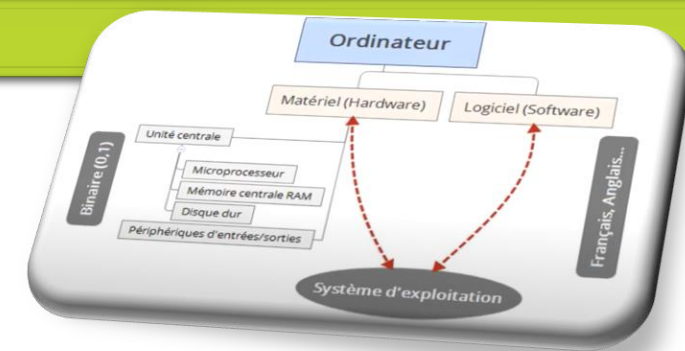 Ordinateur
Matériel (Hardware)
Logiciel (Software)
Unité centrale
Microprocesseur
Mémoire centrale RAM
Disque dur
Périphériques d'entrées/sorties
Binaire (0,1)
Français, Anglais...
Système d'exploitation